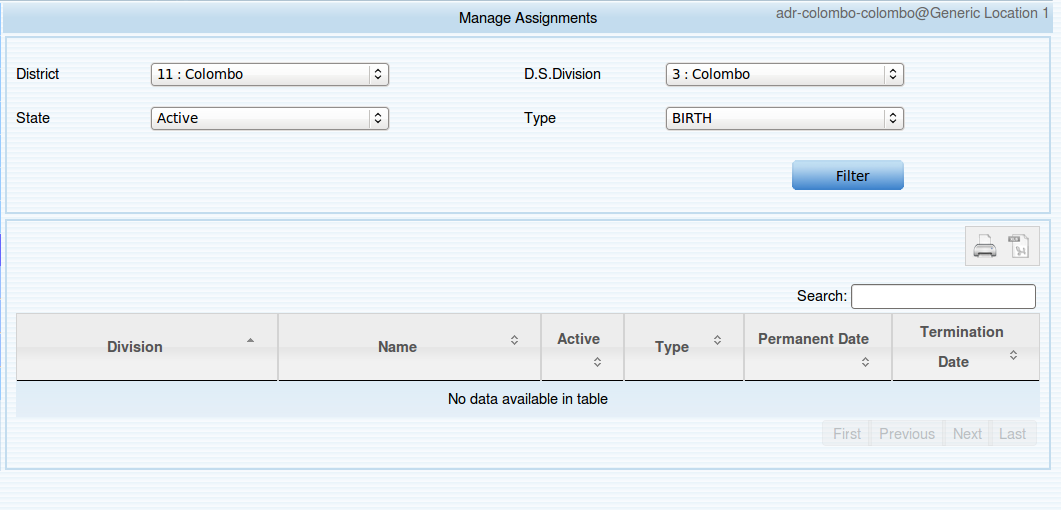 Manage Assignments
adr-colombo-colombo@Generic Location 1
District 11 : Colombo D.S.Division 3 : Colombo
State Active Type BIRTH
Filter
Search:
Division Name Active Type Permanent Date Termination Date
No data available in table
First Previous Next Last